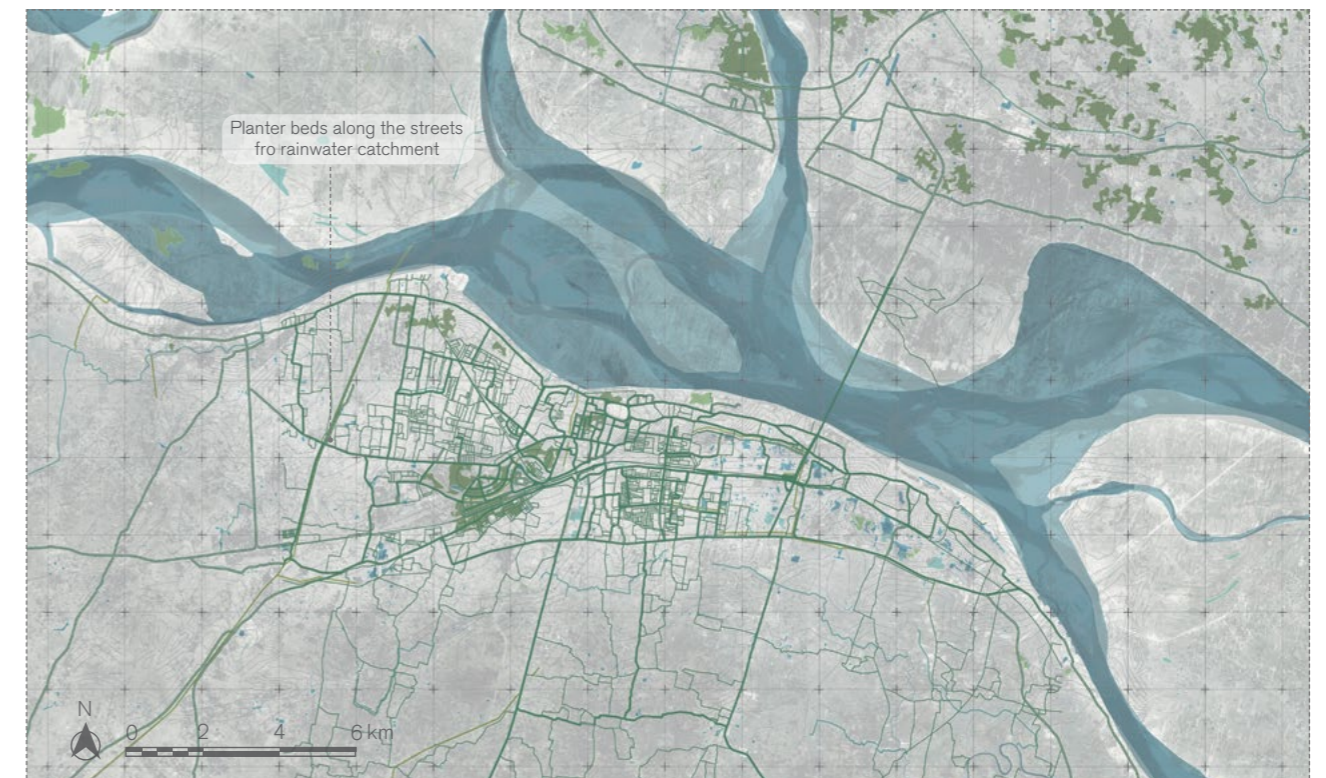 Planter beds along the streets
fro rainwater catchment
N
0 2 4 6 km